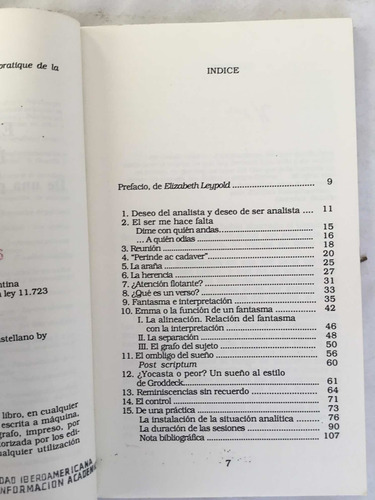 pratique de la
INDICE
Prefacio, de Elizabeth Leypold 9
1. Deseo del analista y deseo de ser analista 11
2. El ser me hace falta
Dime con quién andas 15
... A quién odias 16
3. Reunión 18
4. "Perinde ac cadaver" 20
5. La araña 25
6. La herencia 27
7. ¿Atención flotante? 31
8. ¿Qué es un verso? 33
9. Fantasma e interpretación 35
10. Emma o la función de un fantasma 42
I. La alineación. Relación del fantasma
con la interpretación 46
II. La separación 48
III. El grafo del sujeto 50
11. El ombligo del sueño 56
Post scriptum 60
12. ¿Yocasta o peor? Un sueño al estilo
de Groddeck 61
13. Reminiscencias sin recuerdo 64
14. El control 71
15. De una práctica 73
La instalación de la situación analítica 76
La duración de las sesiones 90
Nota bibliográfica 107
7
ntina
ley 11.723
stellano by
libro, en cualquier
escrita a máquina,
grafo, impreso, por
orizada por los edi-
alquier utilización
DAD IBEROAMERICANA
NFORMACION ACADEM